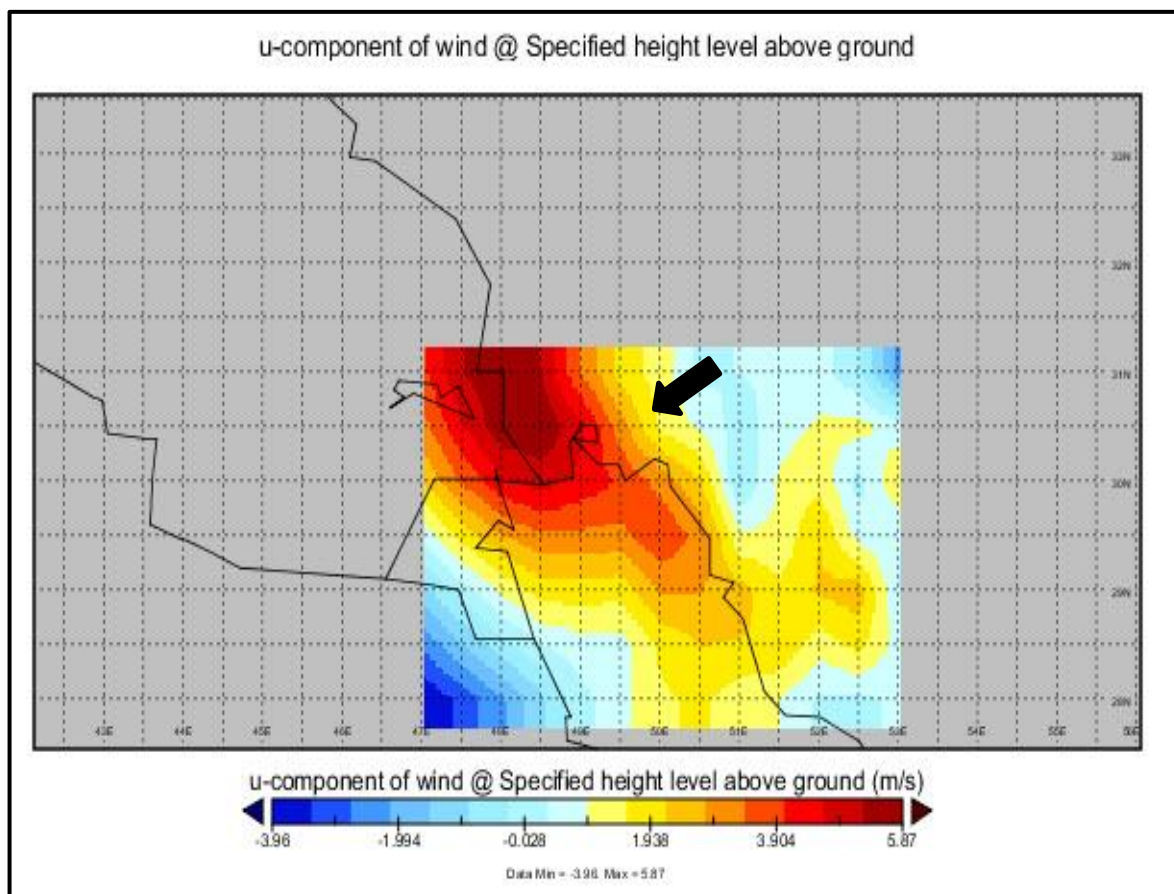 u-component of wind @ Specified height level above ground
33N
32N
31N
30N
29N
28N
43E 44E 45E 46E 47E 48E 49E 50E 51E 52E 53E 54E 55E 56E
u-component of wind @ Specified height level above ground (m/s)
-3.96 -1.994 -0.028 1.938 3.904 5.87
Data Min = -3.96, Max = 5.87